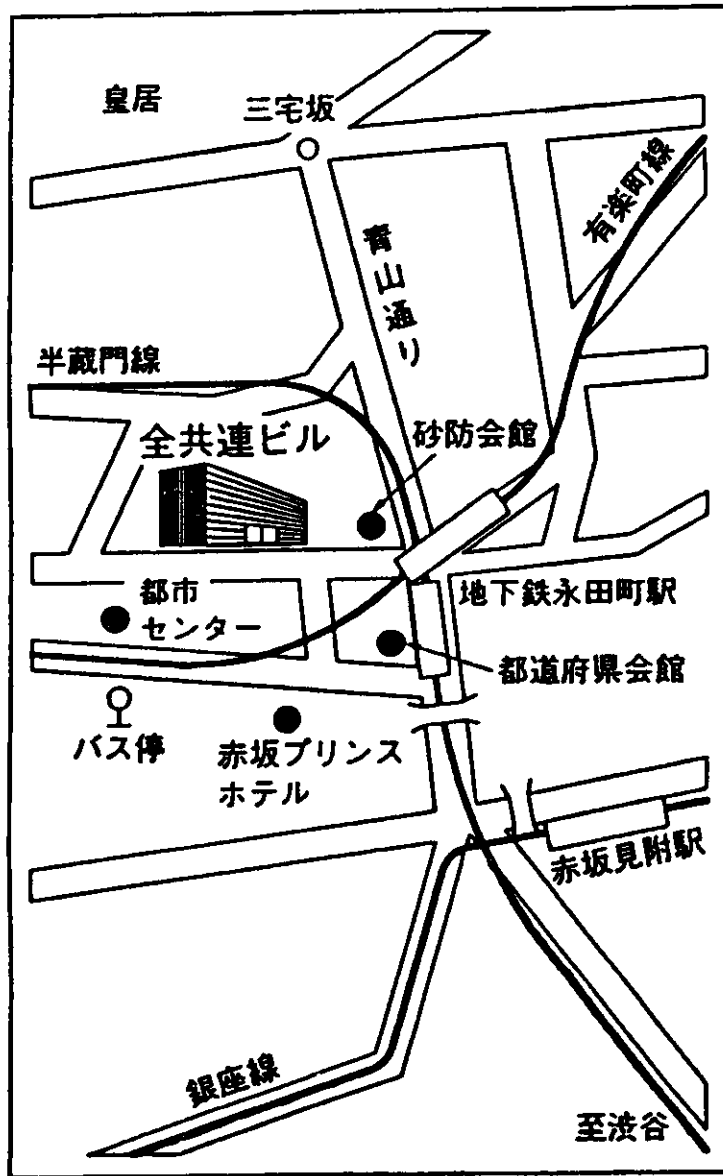 皇居
三宅坂
有楽町線
青山通り
半蔵門線
全共連ビル
砂防会館
地下鉄永田町駅
都市
センター
都道府県会館
バス停
赤坂プリンス
ホテル
赤坂見附駅
銀座線
至渋谷